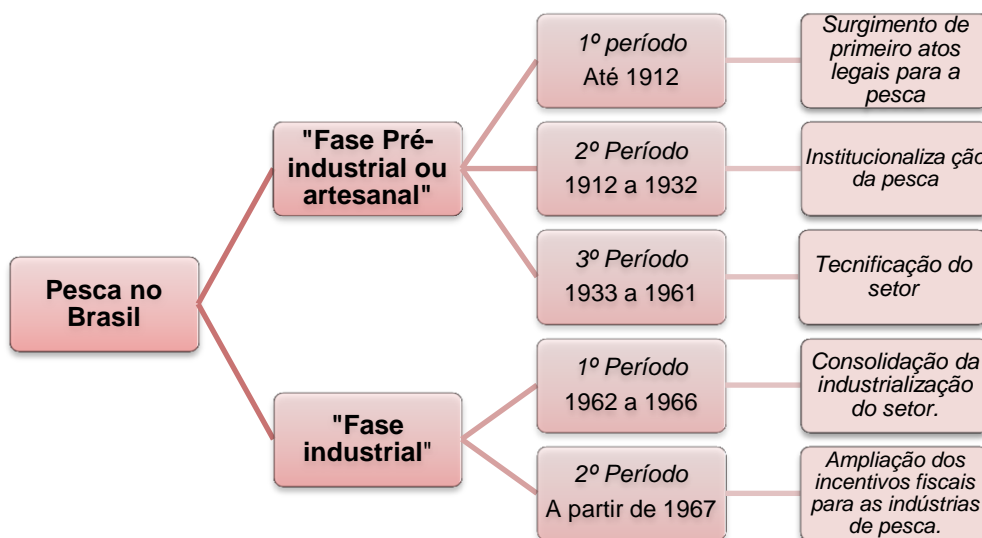 Pesca no
Brasil
"Fase Pré-
industrial ou
artesanal"
1º período
Até 1912
Surgimento de
primeiro atos
legais para a
pesca
2º Período
1912 a 1932
Institucionaliza ção
da pesca
3º Período
1933 a 1961
Tecnificação do
setor
"Fase
industrial"
1º Período
1962 a 1966
Consolidação da
industrialização
do setor.
2º Período
A partir de 1967
Ampliação dos
incentivos fiscais
para as indústrias
de pesca.